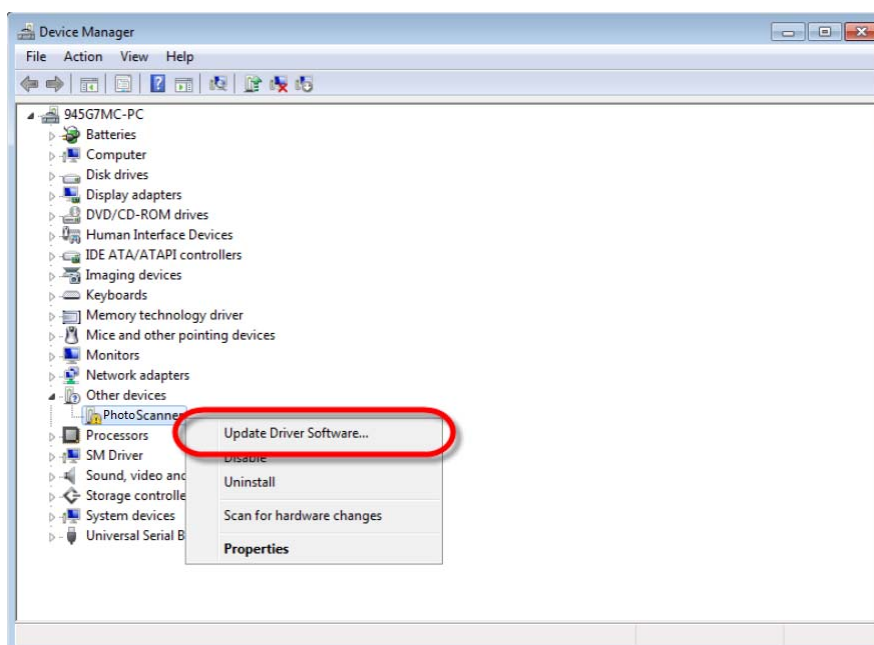 Device Manager
File Action View Help
945G7MC-PC
Batteries
Computer
Disk drives
Display adapters
DVD/CD-ROM drives
Human Interface Devices
IDE ATA/ATAPI controllers
Imaging devices
Keyboards
Memory technology driver
Mice and other pointing devices
Monitors
Network adapters
Other devices
PhotoScanner
Processors
SM Driver
Sound, video and
Storage controlle
System devices
Universal Serial B
Update Driver Software...
Disable
Uninstall
Scan for hardware changes
Properties